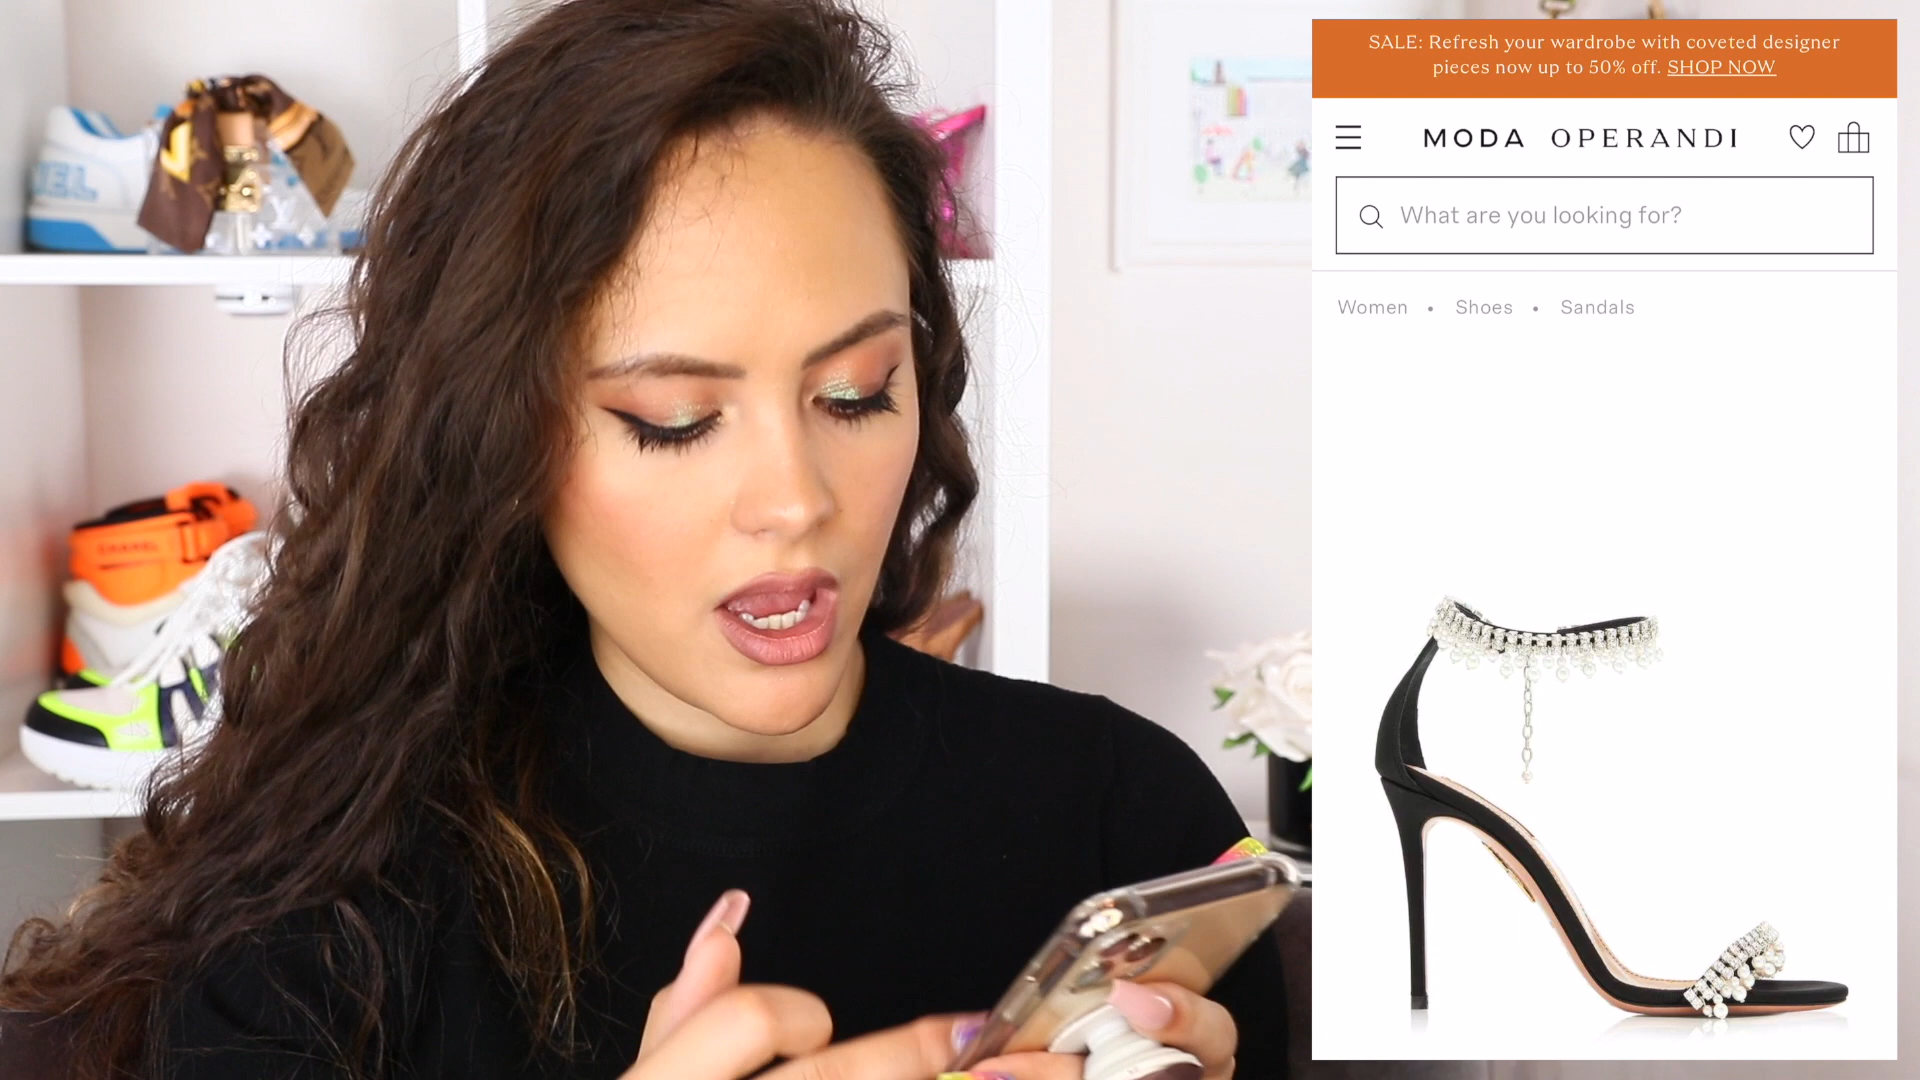 SALE: Refresh your wardrobe with coveted designer
pieces now up to 50% off. SHOP NOW
MODA OPERANDI
What are you looking for?
Women • Shoes • Sandals
CHANEL